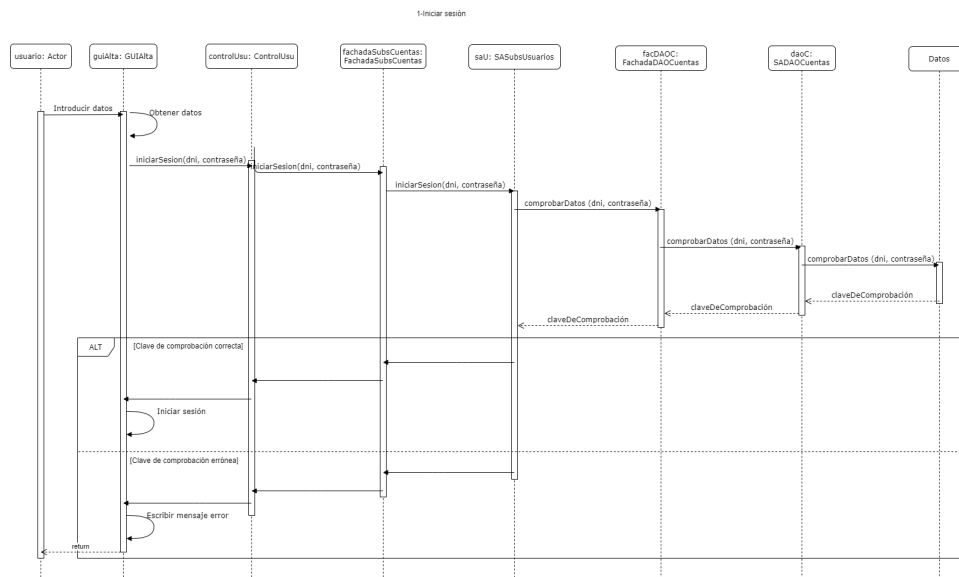 1-Iniciar sesión
usuario: Actor
guiAlta: GUIAlta
controlUsu: ControlUsu
fachadaSubsCuentas:
FachadaSubsCuentas
saU: SASubsUsuarios
facDAOC:
FachadaDAOCuentas
daoC:
SADAOCuentas
Datos
Introducir datos
Obtener datos
iniciarSesion(dni, contraseña)
iniciarSesion(dni, contraseña)
iniciarSesion(dni, contraseña)
comprobarDatos (dni, contraseña)
comprobarDatos (dni, contraseña)
comprobarDatos (dni, contraseña)
claveDeComprobación
claveDeComprobación
claveDeComprobación
ALT
[Clave de comprobación correcta]
Iniciar sesión
[Clave de comprobación errónea]
Escribir mensaje error
return